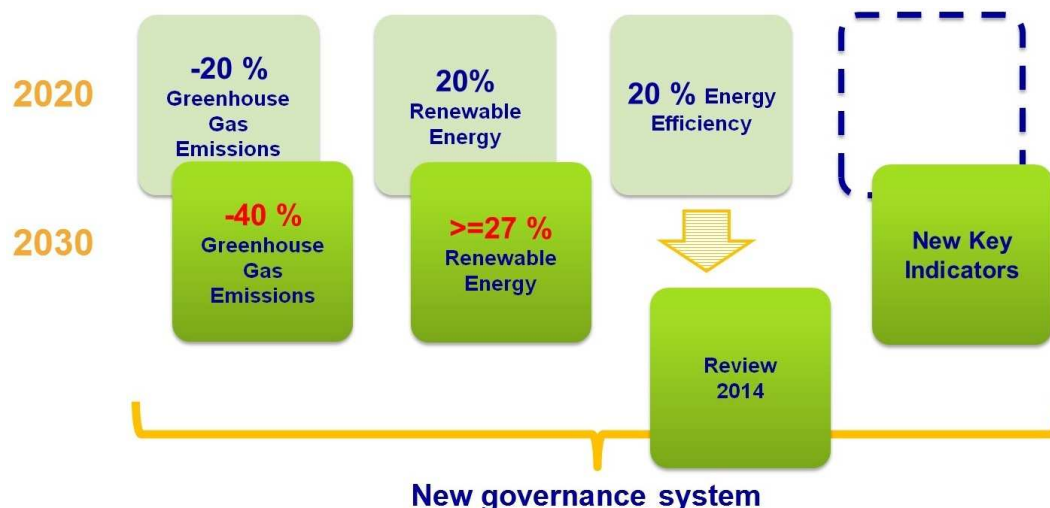 2020
-20 %
Greenhouse
Gas
Emissions
20%
Renewable
Energy
20 % Energy
Efficiency
2030
-40 %
Greenhouse
Gas
Emissions
>=27 %
Renewable
Energy
New Key
Indicators
Review
2014
New governance system